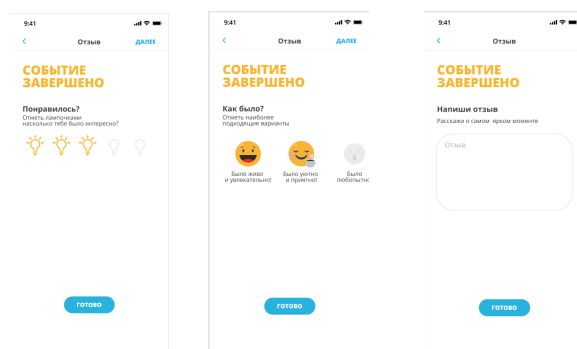 9:41
Отзыв
ДАЛЕЕ
СОБЫТИЕ
ЗАВЕРШЕНО
Понравилось?
Отметь лампочками
насколько тебе было интересно?
ГОТОВО
9:41
Отзыв
ДАЛЕЕ
СОБЫТИЕ
ЗАВЕРШЕНО
Как было?
Отметь наиболее
подходящие варианты
Было живо
и увлекательно!
Было уютно
и приятно!
Было
любопытно
ГОТОВО
9:41
Отзыв
СОБЫТИЕ
ЗАВЕРШЕНО
Напиши отзыв
Расскажи о самом ярком моменте
Отзыв
ГОТОВО